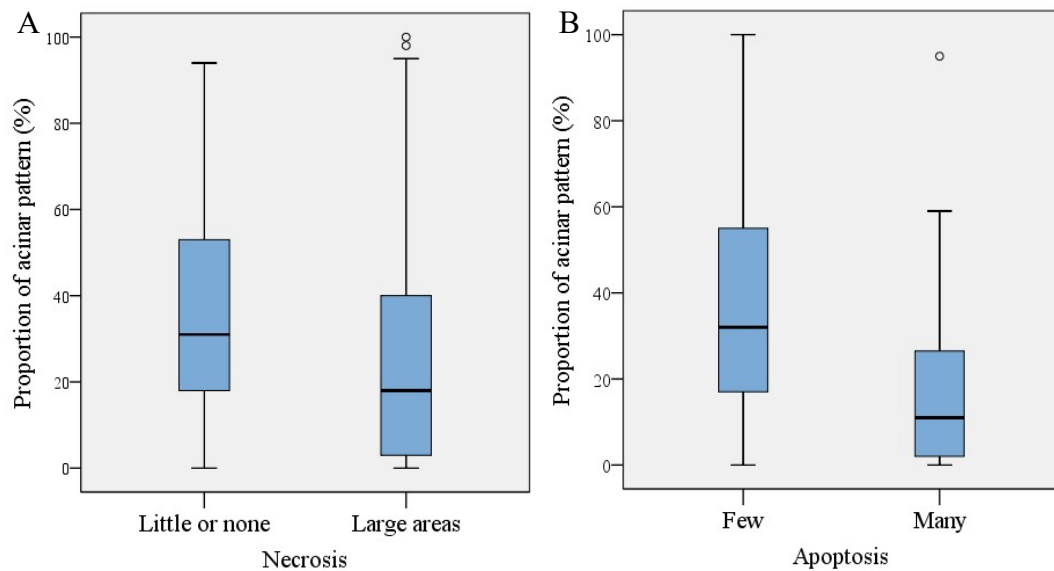 A
Proportion of acinar pattern (%)
100
80
60
40
20
0
Little or none
Large areas
Necrosis
B
Proportion of acinar pattern (%)
100
80
60
40
20
0
Few
Many
Apoptosis